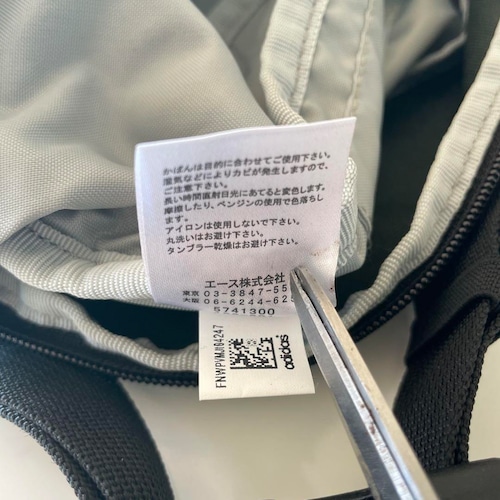 かばんは目的に合わせてご使用下さい。
湿気などによりカビが発生しますので、
ご注意下さい。
長い時間直射日光にあてると変色します。
摩擦したり、ベンジンの使用で色落ちし
ます。
アイロンは使用しないで下さい。
丸洗いはお避け下さい。
タンブラー乾燥はお避け下さい。
エース株式会社
東京 03-3847-55
大阪 06-6244-62
5741300
adidas